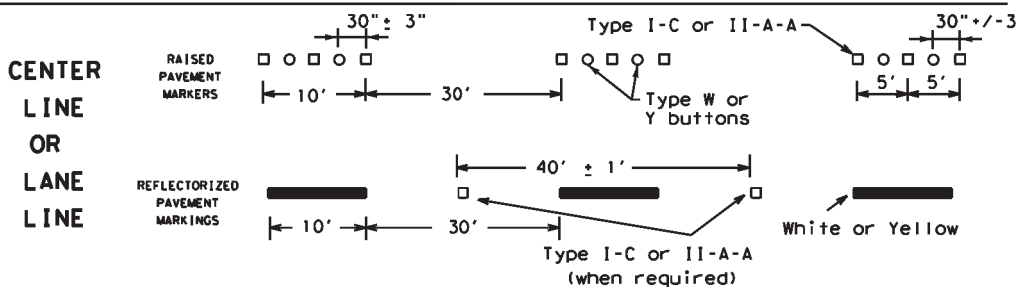 CENTER
LINE
OR
LANE
LINE
RAISED
PAVEMENT
MARKERS
30" ± 3"
10'
30'
Type I-C or II-A-A
Type W or
Y buttons
30"+/-3
5' 5'
REFLECTORIZED
PAVEMENT
MARKINGS
10'
30'
40' ± 1'
Type I-C or II-A-A
(when required)
White or Yellow